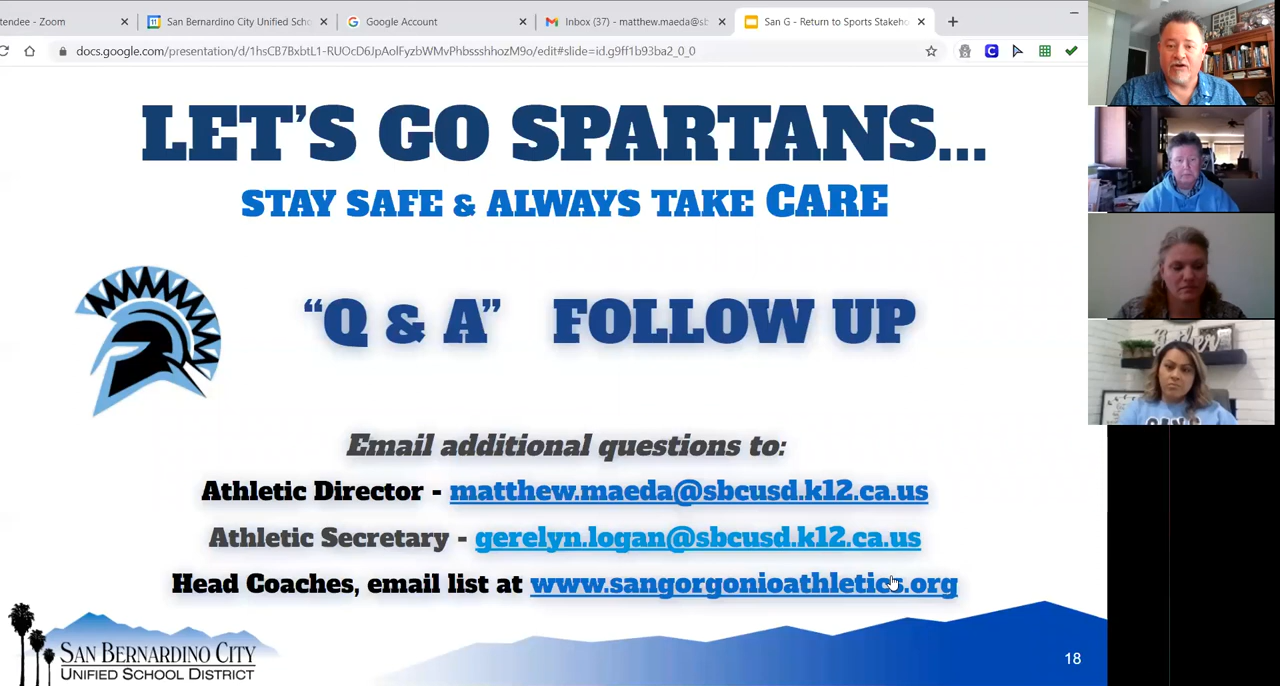 tendee - Zoom
San Bernardino City Unified Scho
Google Account
Inbox (37) - matthew.maeda@sb
San G - Return to Sports Stakeho
docs.google.com/presentation/d/1hsCB7BxbtL1-RUOcD6JpAolFyzbWMvPhbssshhozM9o/edit#slide=id.g9ff1b93ba2_0_0
LET'S GO SPARTANS...
STAY SAFE & ALWAYS TAKE CARE
"Q & A" FOLLOW UP
Email additional questions to:
Athletic Director - matthew.maeda@sbcusd.k12.ca.us
Athletic Secretary - gerelyn.logan@sbcusd.k12.ca.us
Head Coaches, email list at www.sangorgonioathletics.org
SAN BERNARDINO CITY
UNIFIED SCHOOL DISTRICT
18